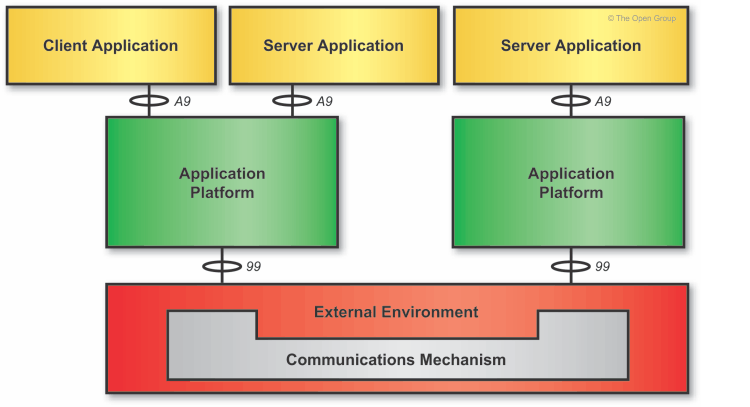 © The Open Group
Client Application
Server Application
Server Application
A9
A9
A9
Application
Platform
Application
Platform
99
99
External Environment
Communications Mechanism